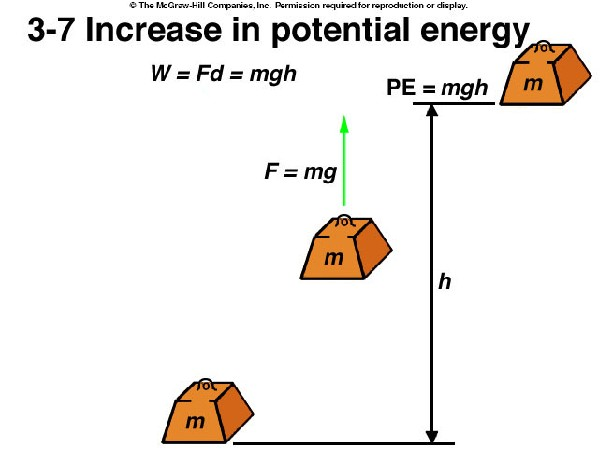 © The McGraw-Hill Companies, Inc. Permission required for reproduction or display.
3-7 Increase in potential energy
W = Fd = mgh
PE = mgh
m
F = mg
m
h
m